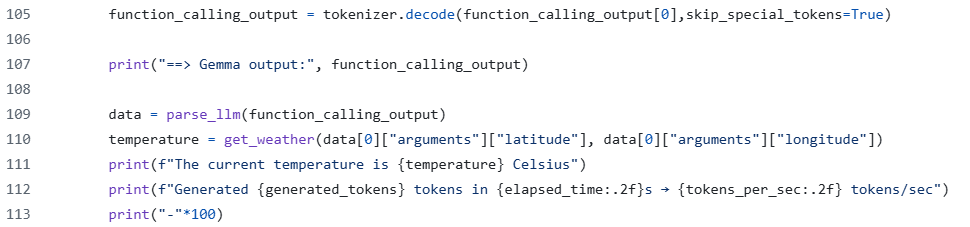 105 function_calling_output = tokenizer.decode(function_calling_output[0],skip_special_tokens=True)
106
107 print("==> Gemma output:", function_calling_output)
108
109 data = parse_llm(function_calling_output)
110 temperature = get_weather(data[0]["arguments"]["latitude"], data[0]["arguments"]["longitude"])
111 print(f"The current temperature is {temperature} Celsius")
112 print(f"Generated {generated_tokens} tokens in {elapsed_time:.2f}s → {tokens_per_sec:.2f} tokens/sec")
113 print("-"*100)